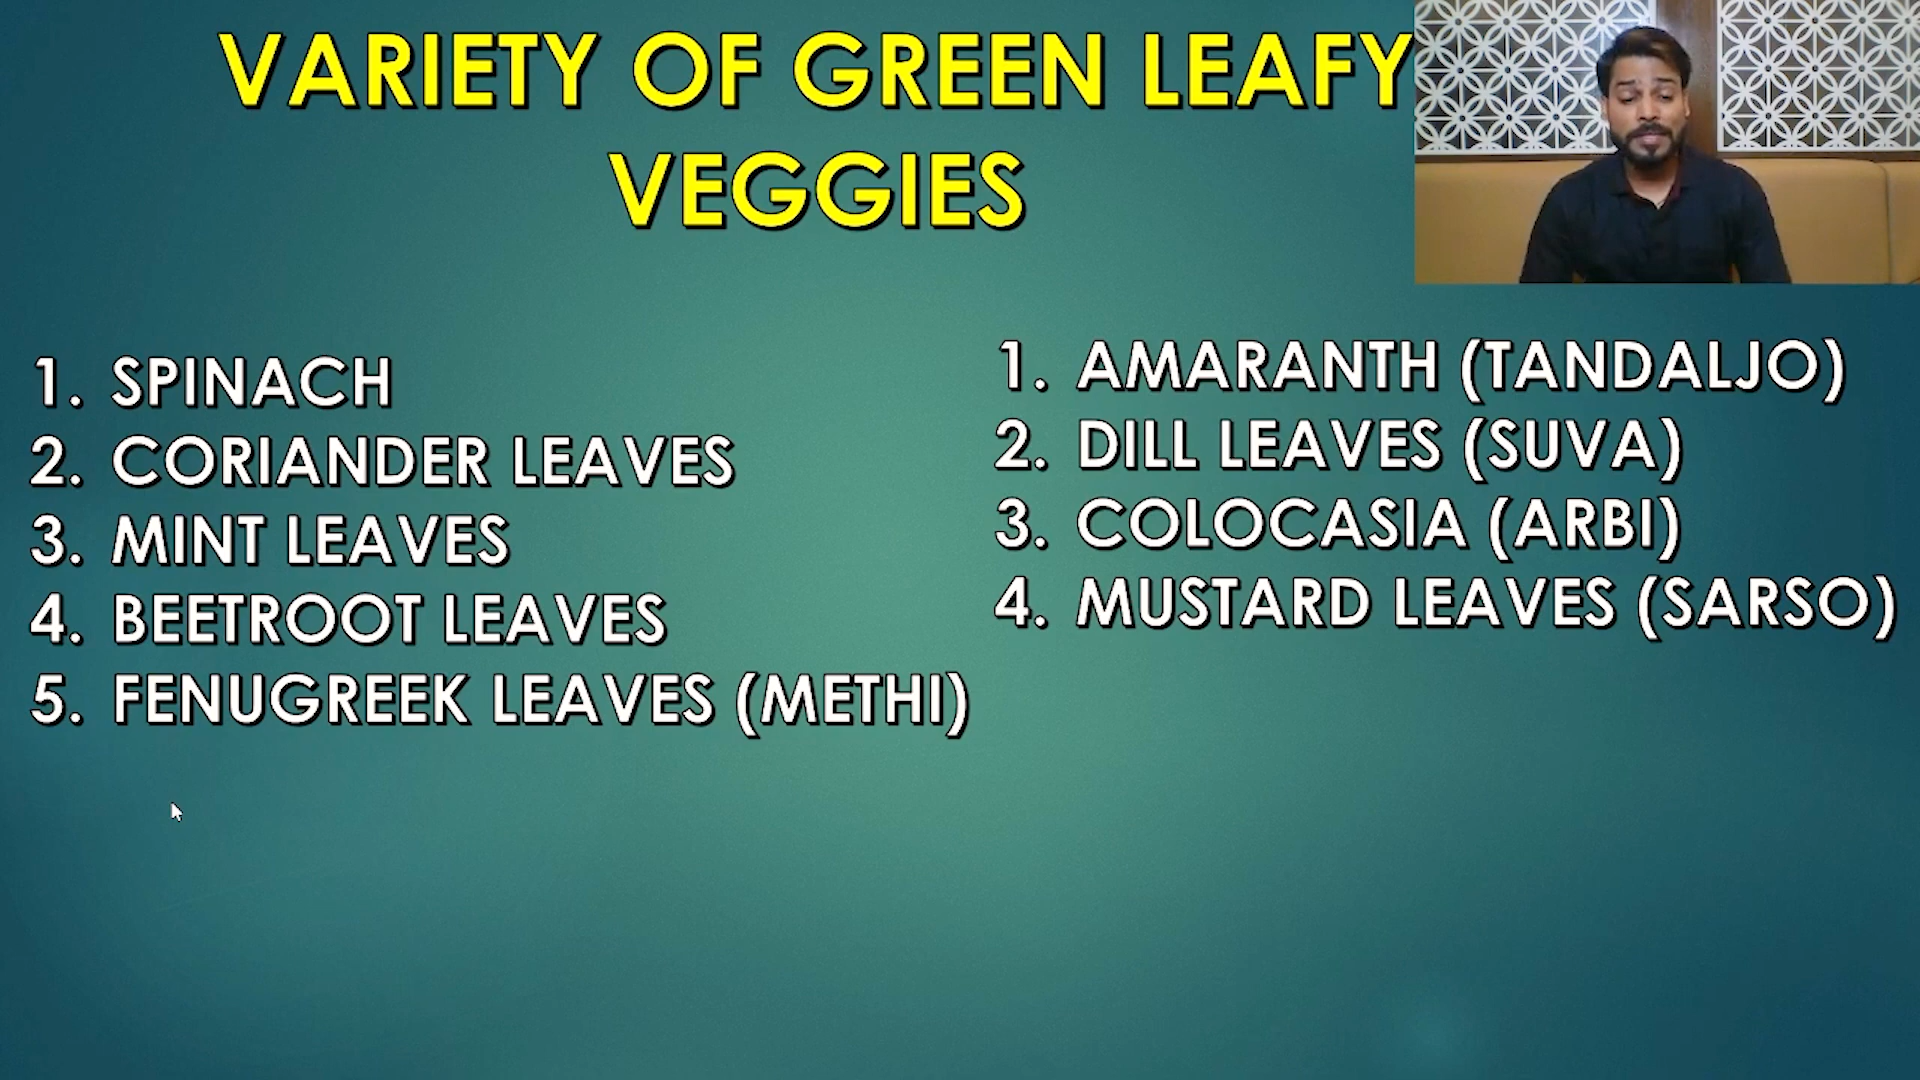 VARIETY OF GREEN LEAFY
VEGGIES
1. SPINACH
2. CORIANDER LEAVES
3. MINT LEAVES
4. BEETROOT LEAVES
5. FENUGREEK LEAVES (METHI)
1. AMARANTH (TANDALJO)
2. DILL LEAVES (SUVA)
3. COLOCASIA (ARBI)
4. MUSTARD LEAVES (SARSO)